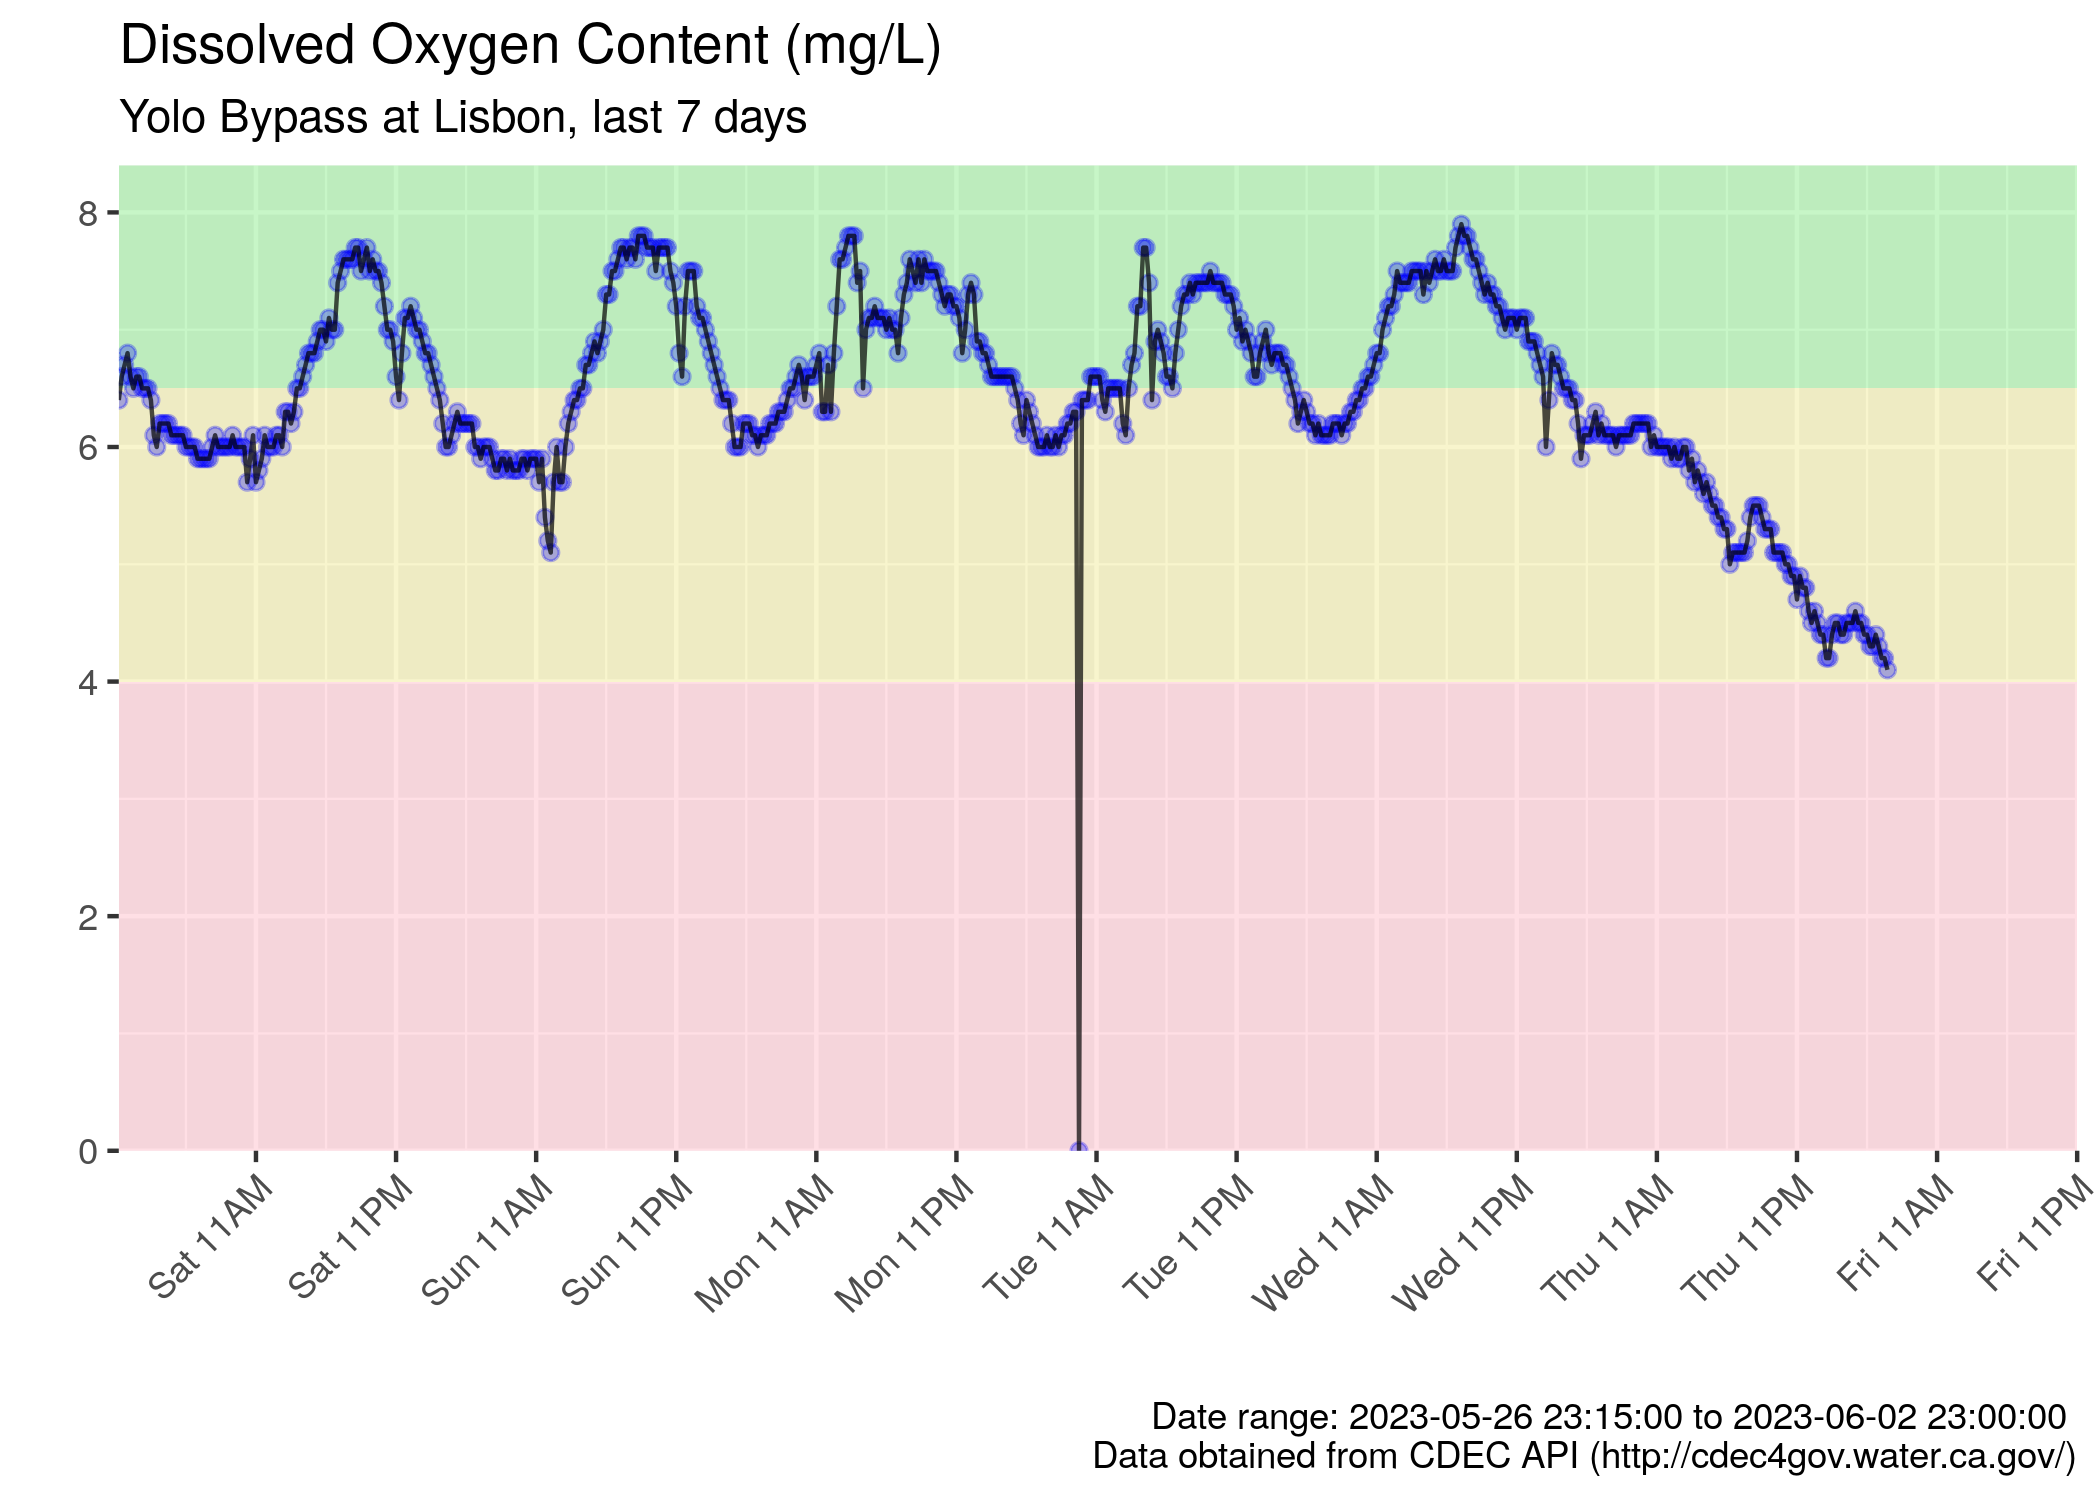 Dissolved Oxygen Content (mg/L)
Yolo Bypass at Lisbon, last 7 days
8
6
4
2
0
Sat 11AM
Sat 11PM
Sun 11AM
Sun 11PM
Mon 11AM
Mon 11PM
Tue 11AM
Tue 11PM
Wed 11AM
Wed 11PM
Thu 11AM
Thu 11PM
Fri 11AM
Fri 11PM
Date range: 2023-05-26 23:15:00 to 2023-06-02 23:00:00
Data obtained from CDEC API (http://cdec4gov.water.ca.gov/)